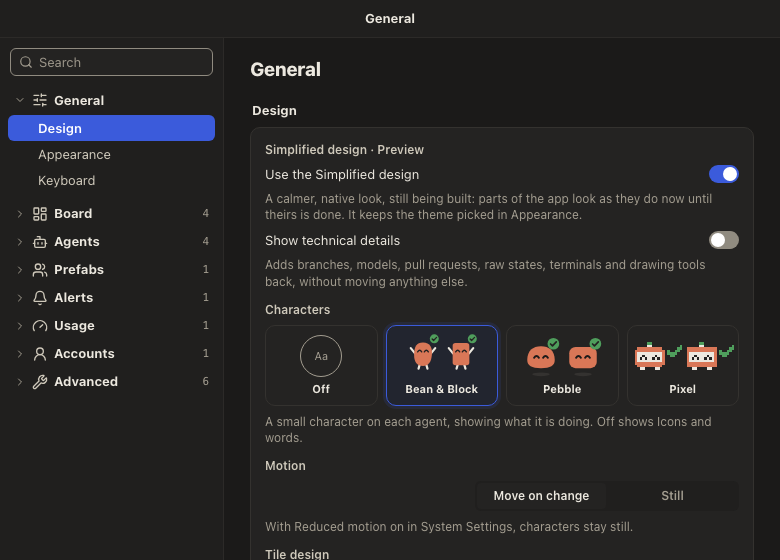 General
Search
General
Design
Appearance
Keyboard
Board 4
Agents 4
Prefabs 1
Alerts 1
Usage 1
Accounts 1
Advanced 6
General
Design
Simplified design · Preview
Use the Simplified design
A calmer, native look, still being built: parts of the app look as they do now until
theirs is done. It keeps the theme picked in Appearance.
Show technical details
Adds branches, models, pull requests, raw states, terminals and drawing tools
back, without moving anything else.
Characters
Aa
Off
Bean & Block
Pebble
Pixel
A small character on each agent, showing what it is doing. Off shows Icons and
words.
Motion
Move on change
Still
With Reduced motion on in System Settings, characters stay still.
Tile design